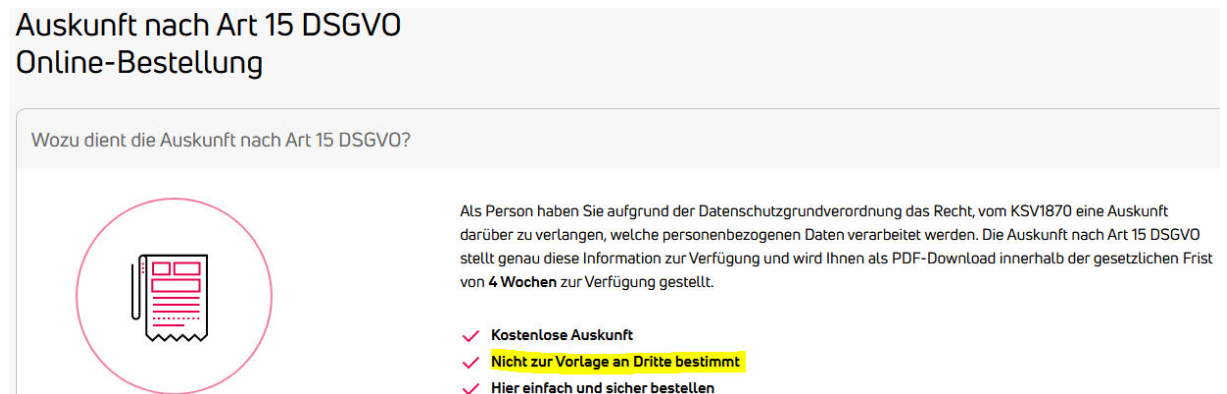 Auskunft nach Art 15 DSGVO
Online-Bestellung
Wozu dient die Auskunft nach Art 15 DSGVO?
Als Person haben Sie aufgrund der Datenschutzgrundverordnung das Recht, vom KSV1870 eine Auskunft
darüber zu verlangen, welche personenbezogenen Daten verarbeitet werden. Die Auskunft nach Art 15 DSGVO
stellt genau diese Information zur Verfügung und wird Ihnen als PDF-Download innerhalb der gesetzlichen Frist
von 4 Wochen zur Verfügung gestellt.
Kostenlose Auskunft
Nicht zur Vorlage an Dritte bestimmt
Hier einfach und sicher bestellen